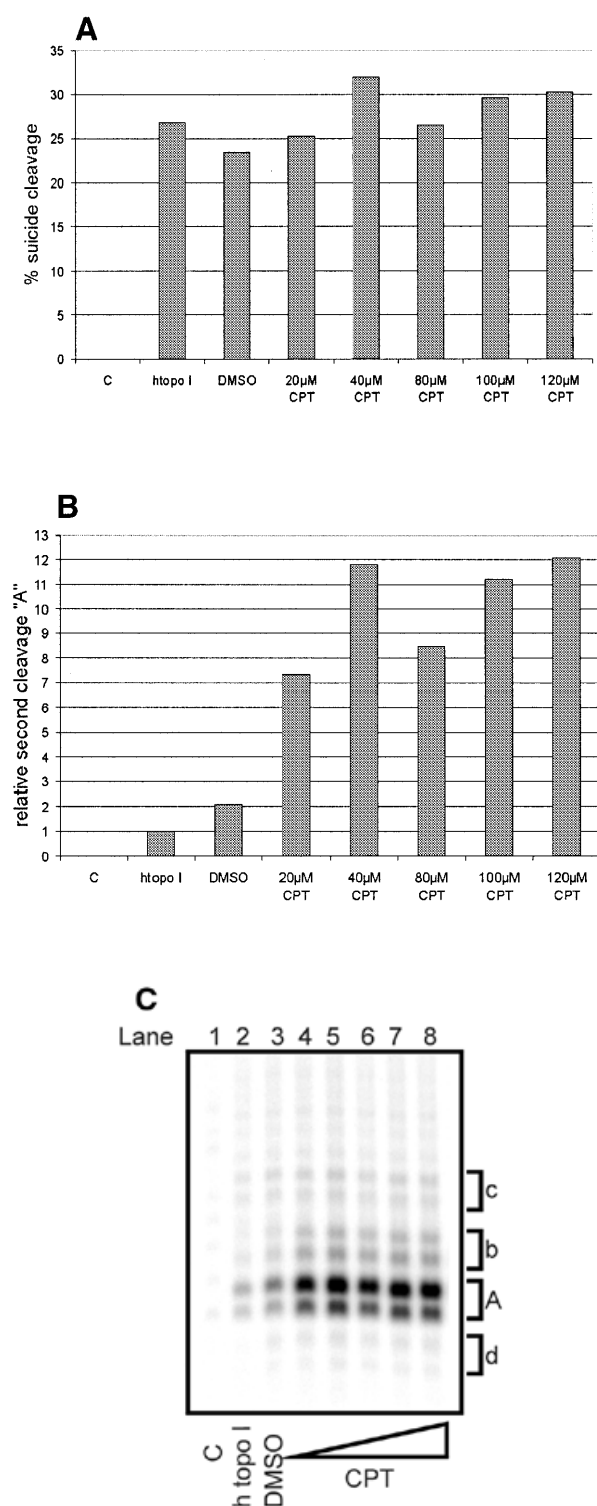 A
% suicide cleavage
35
30
25
20
15
10
5
0
C htopo I DMSO 20µM CPT 40µM CPT 80µM CPT 100µM CPT 120µM CPT
B
relative second cleavage "A"
13
12
11
10
9
8
7
6
5
4
3
2
1
0
C htopo I DMSO 20µM CPT 40µM CPT 80µM CPT 100µM CPT 120µM CPT
C
Lane 1 2 3 4 5 6 7 8
c
b
A
d
C
h topo I
DMSO
CPT